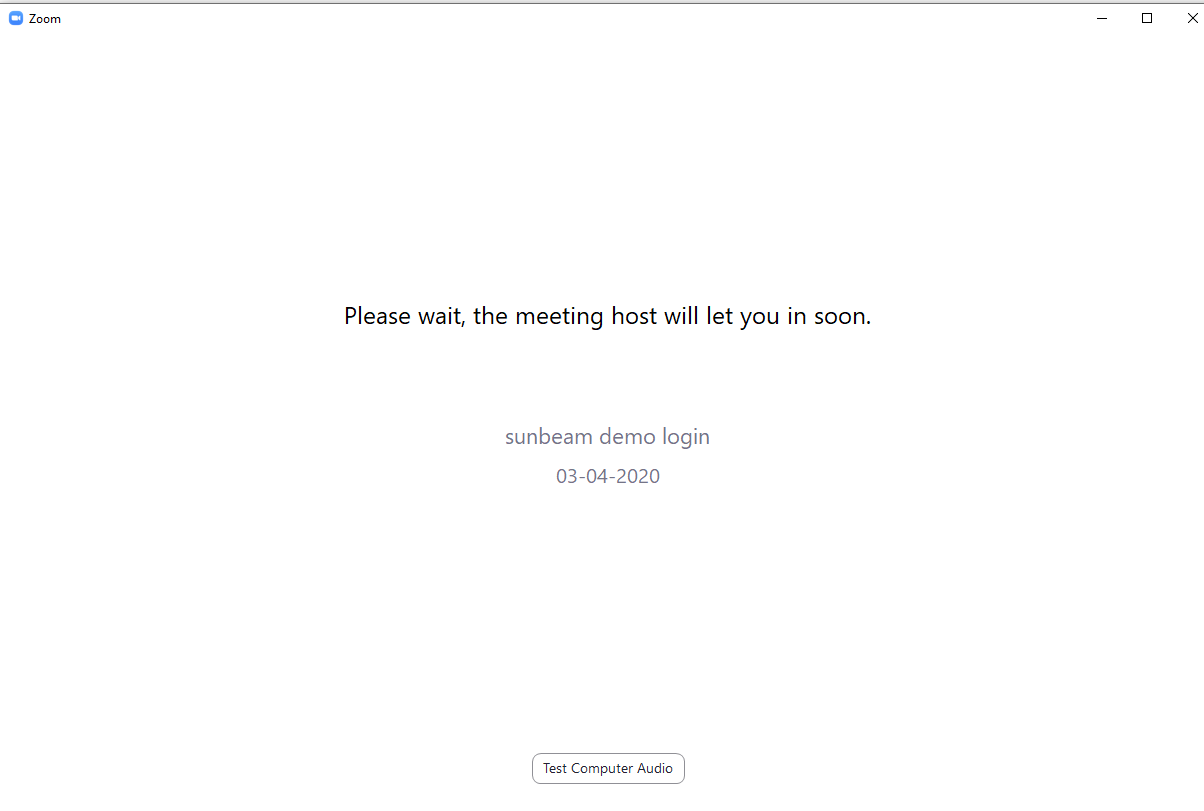 Zoom
Please wait, the meeting host will let you in soon.
sunbeam demo login
03-04-2020
Test Computer Audio